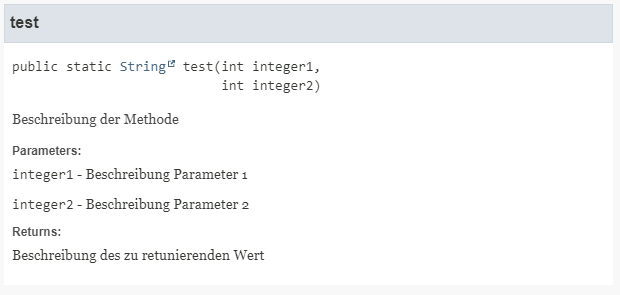 test
public static String test(int integer1,
int integer2)
Beschreibung der Methode
Parameters:
integer1 - Beschreibung Parameter 1
integer2 - Beschreibung Parameter 2
Returns:
Beschreibung des zu retunierenden Wert